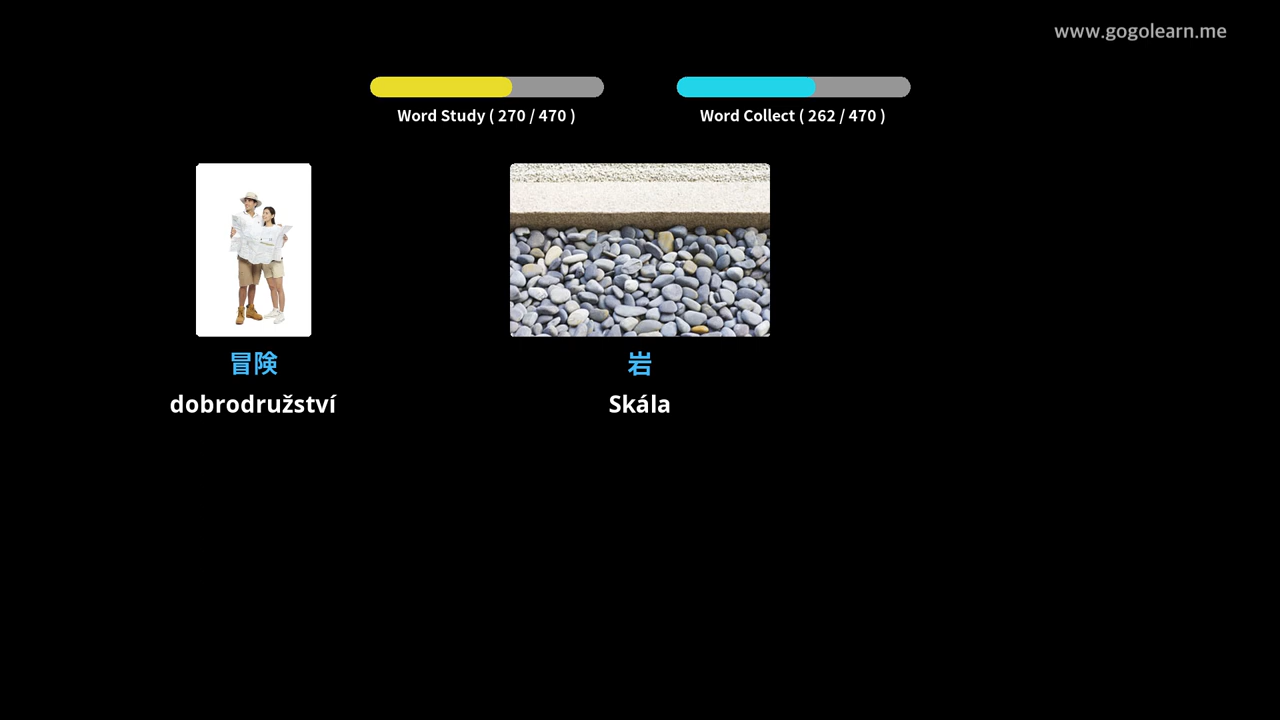 www.gogolearn.me
Word Study ( 270 / 470 )
Word Collect ( 262 / 470 )
冒険
岩
dobrodružství
Skála